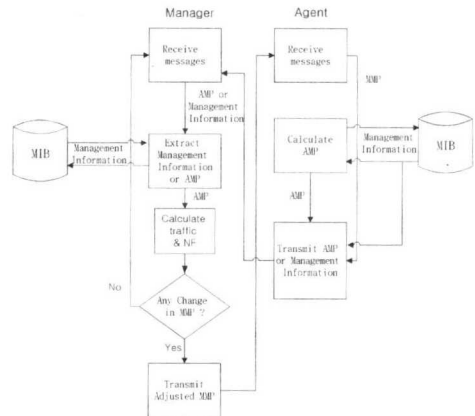 Manager
Agent
Receive
messages
Receive
messages
MMP
AMP or
Management
Information
MIB
Management
Information
Extract
Management
Information
or AMP
Calculate
AMP
Management
Information
MIB
AMP
AMP
Calculate
traffic
& NF
Transmit AMP
or Management
Information
No
Any Change
in MMP ?
Yes
Transmit
Adjusted MMP